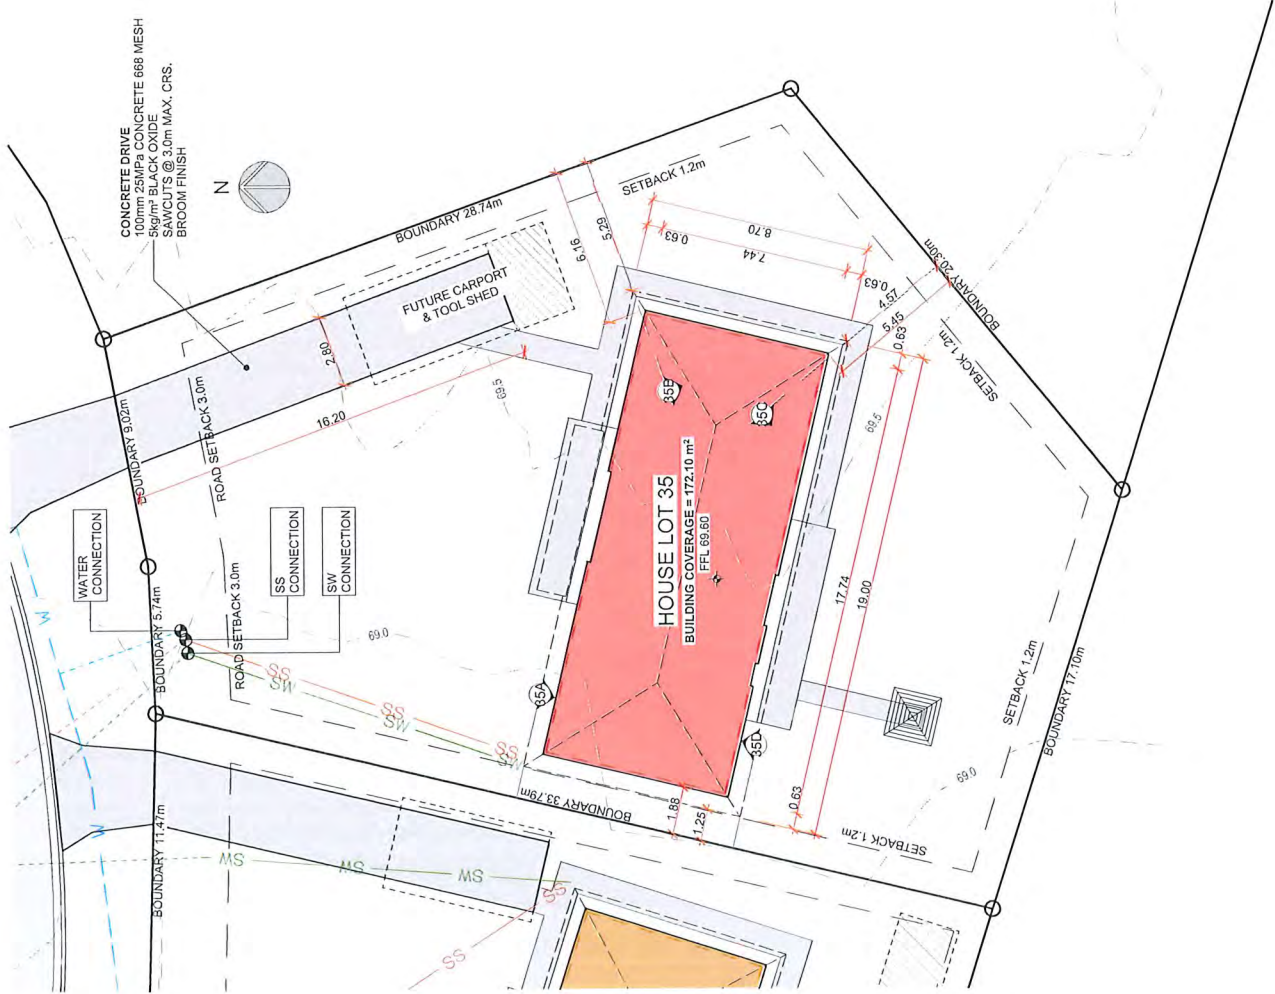 CONCRETE DRIVE
100mm 25MPa CONCRETE 668 MESH
5kg/m³ BLACK OXIDE
SAWCUTS @ 3.0m MAX. CRS.
BROOM FINISH
N
BOUNDARY 28.74m
SETBACK 1.2m
6.16
5.29
FUTURE CARPORT
& TOOL SHED
2.80
16.20
69.5
BOUNDARY 9.02m
ROAD SETBACK 3.0m
0.63
8.70
7.44
0.63
4.57
5.45
0.63
BOUNDARY 20.30m
SETBACK 1.2m
35B
35C
69.5
HOUSE LOT 35
BUILDING COVERAGE = 172.10 m²
FFL 69.60
17.74
19.00
WATER
CONNECTION
SS
CONNECTION
SW
CONNECTION
W
BOUNDARY 5.74m
ROAD SETBACK 3.0m
69.0
SS
SW
SS
SW
SS
SW
35A
35D
SETBACK 1.2m
BOUNDARY 17.10m
69.0
BOUNDARY 33.79m
1.88
1.25
0.63
SETBACK 1.2m
W
BOUNDARY 11.47m
SW
SW
SW
SS
SS